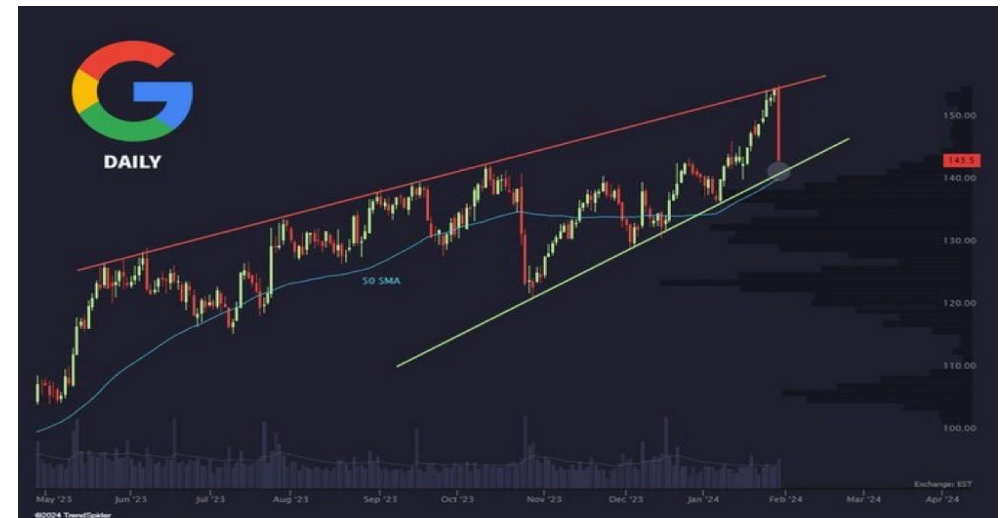 DAILY
150.00
143.5
140.00
130.00
50 SMA
120.00
110.00
100.00
Exchange: EST
May '23 Jun '23 Jul '23 Aug '23 Sep '23 Oct '23 Nov '23 Dec '23 Jan '24 Feb '24 Mar '24 Apr '24
©2024 TrendSpider